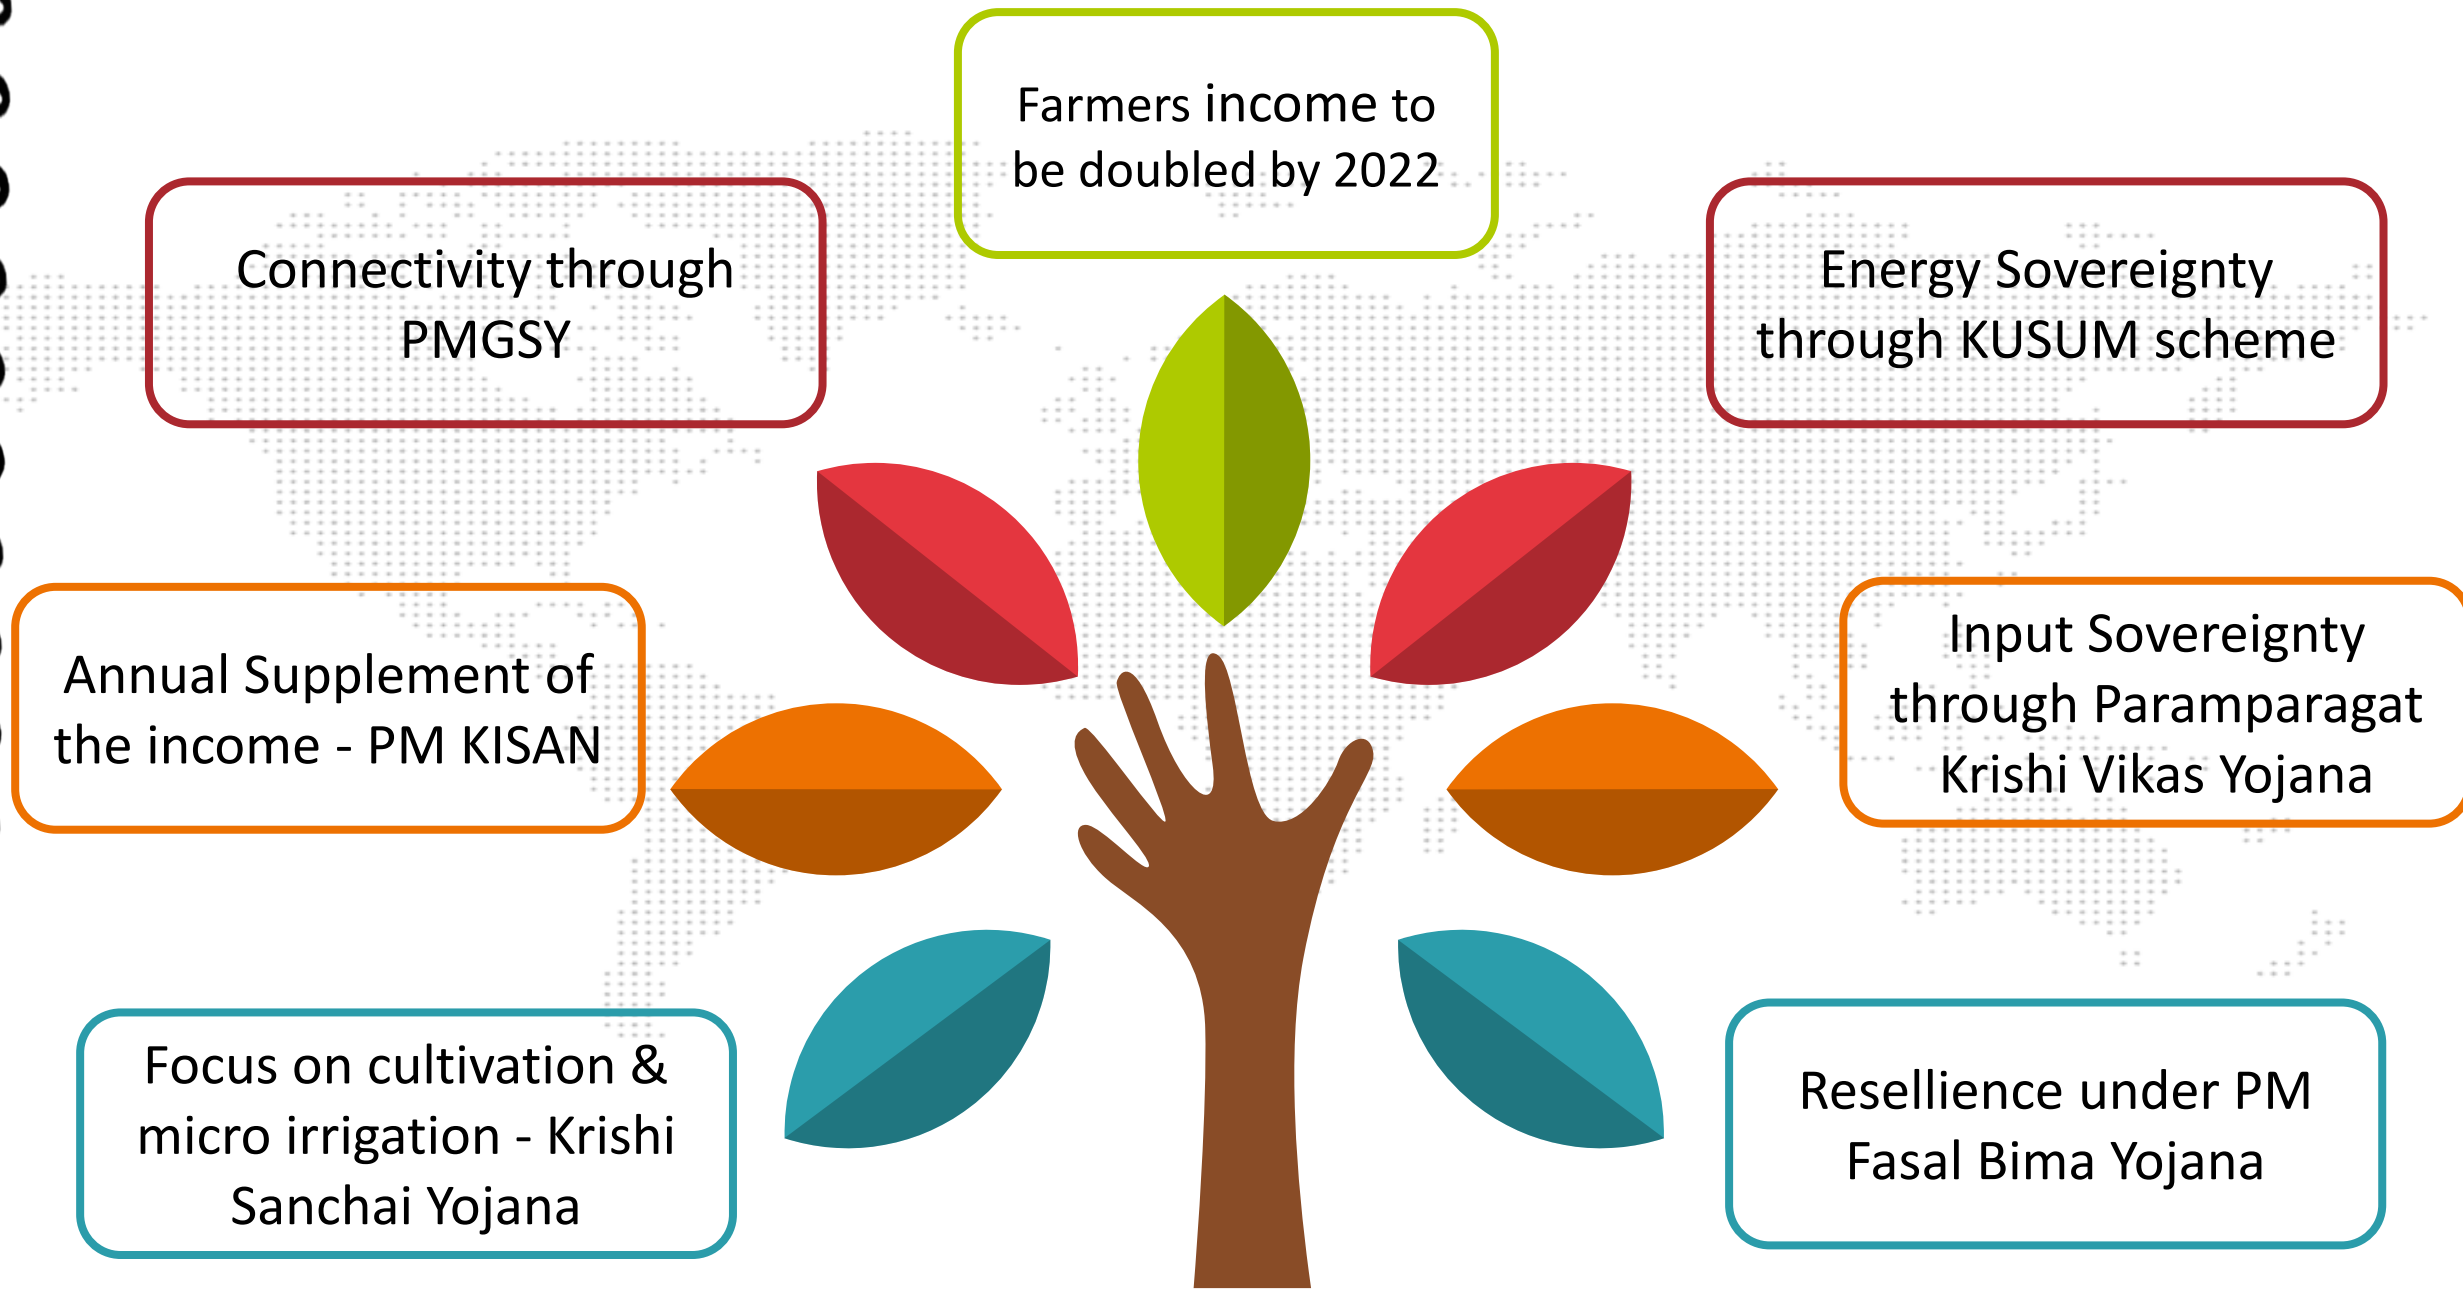 Farmers income to
be doubled by 2022
Connectivity through
PMGSY
Energy Sovereignty
through KUSUM scheme
Annual Supplement of
the income - PM KISAN
Input Sovereignty
through Paramparagat
Krishi Vikas Yojana
Focus on cultivation &
micro irrigation - Krishi
Sanchai Yojana
Resellience under PM
Fasal Bima Yojana